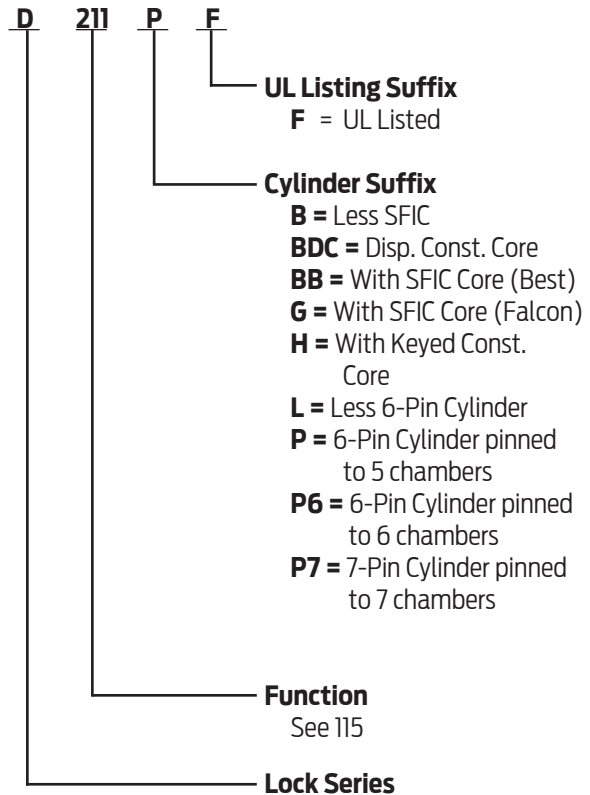 D 211 P F
UL Listing Suffix
F = UL Listed
Cylinder Suffix
B = Less SFIC
BDC = Disp. Const. Core
BB = With SFIC Core (Best)
G = With SFIC Core (Falcon)
H = With Keyed Const.
Core
L = Less 6-Pin Cylinder
P = 6-Pin Cylinder pinned
to 5 chambers
P6 = 6-Pin Cylinder pinned
to 6 chambers
P7 = 7-Pin Cylinder pinned
to 7 chambers
Function
See 115
Lock Series